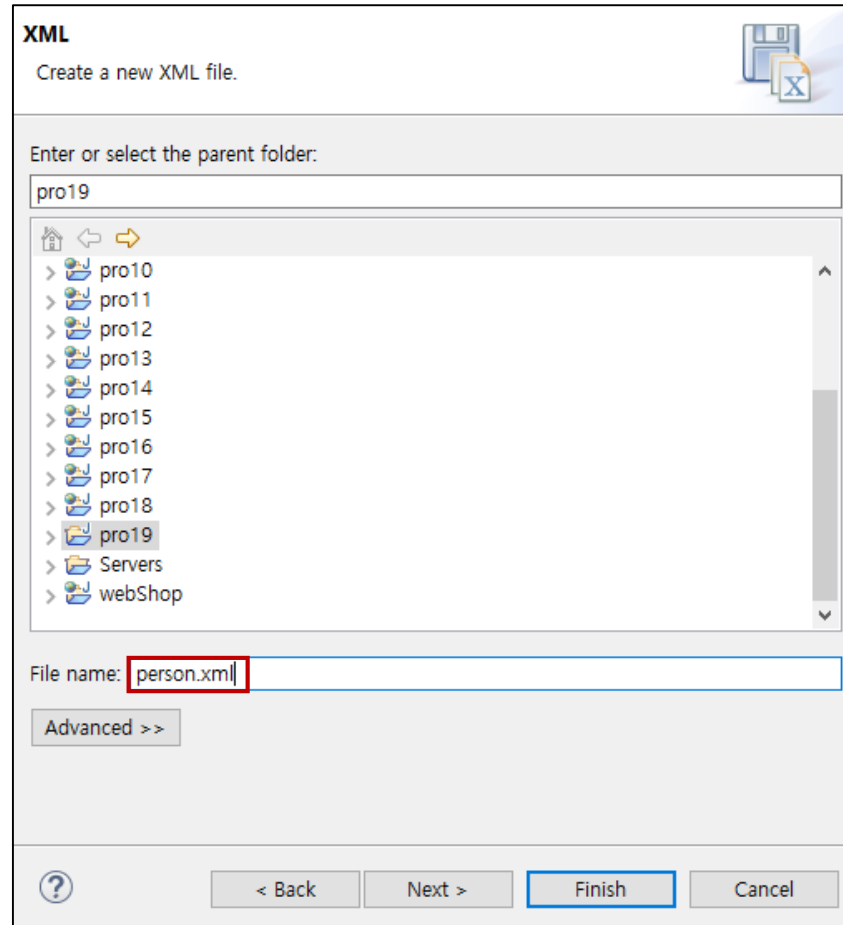 XML
Create a new XML file.
X
Enter or select the parent folder:
pro19
pro10
pro11
pro12
pro13
pro14
pro15
pro16
pro17
pro18
pro19
Servers
webShop
File name: person.xml
Advanced >>
? < Back Next > Finish Cancel